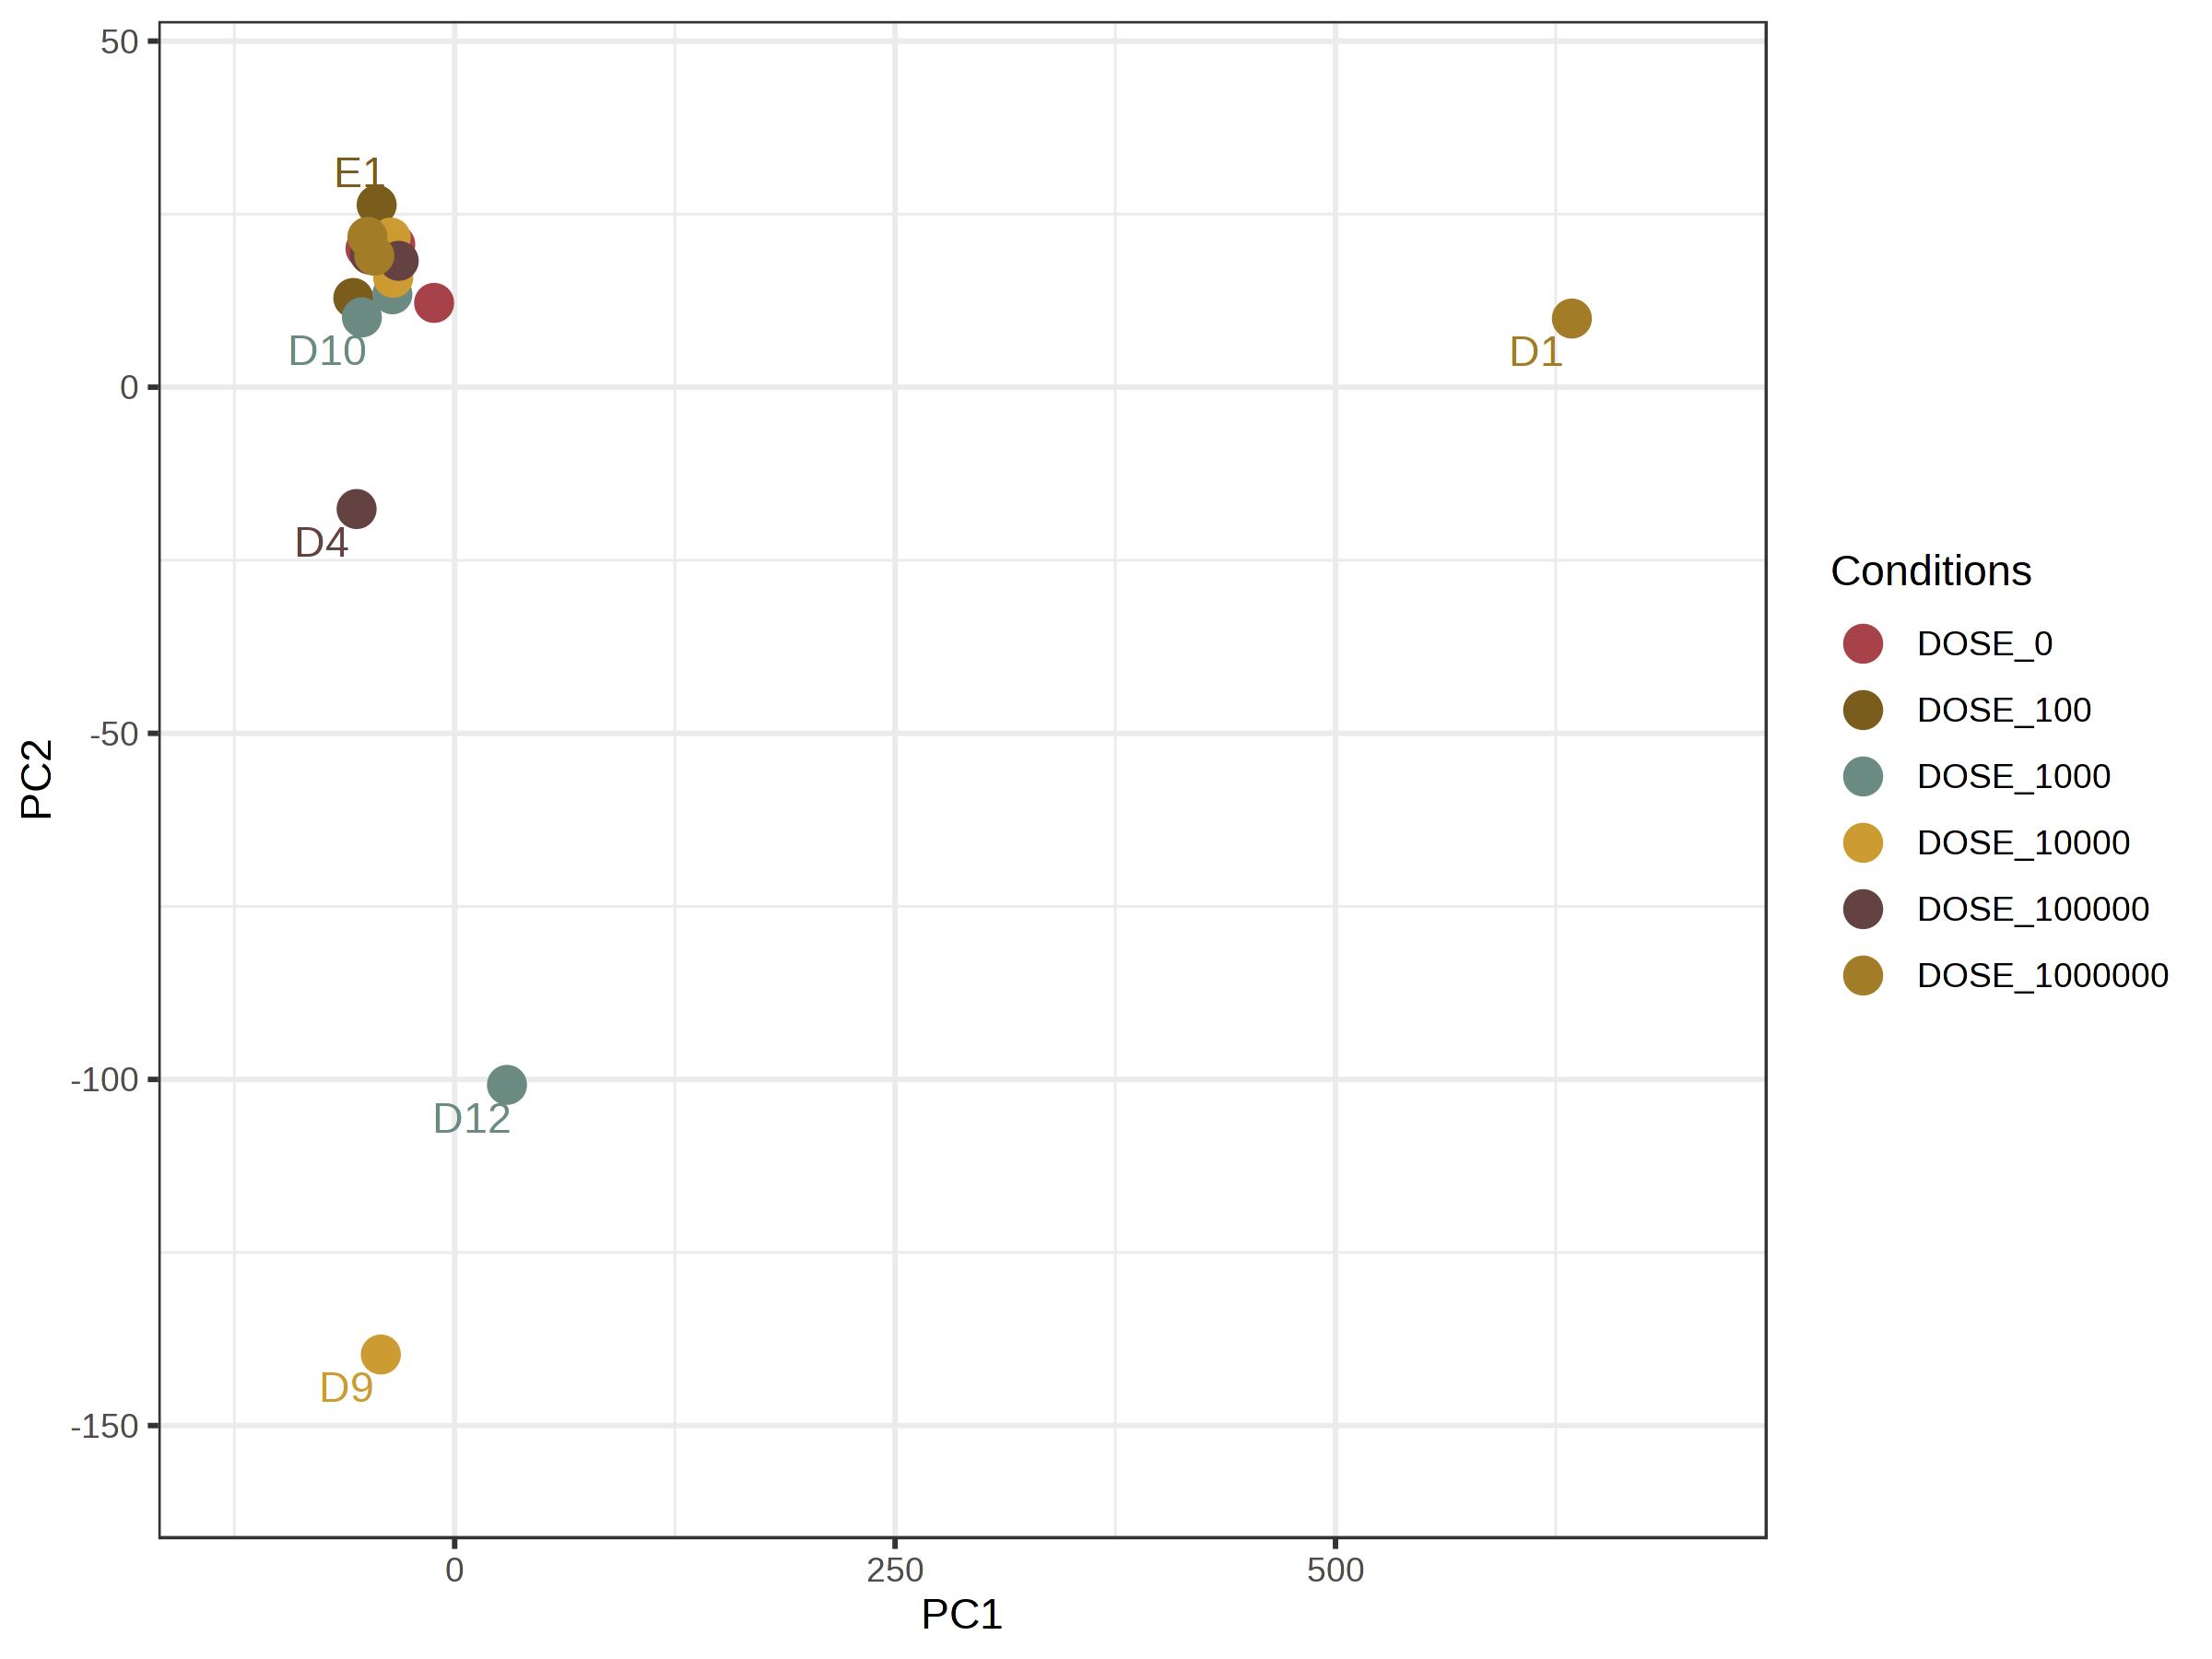 50
E1
D10
D1
0
D4
Conditions
DOSE_0
DOSE_100
-50
DOSE_1000
PC2
DOSE_10000
DOSE_100000
DOSE_1000000
-100
D12
D9
-150
0
250
500
PC1